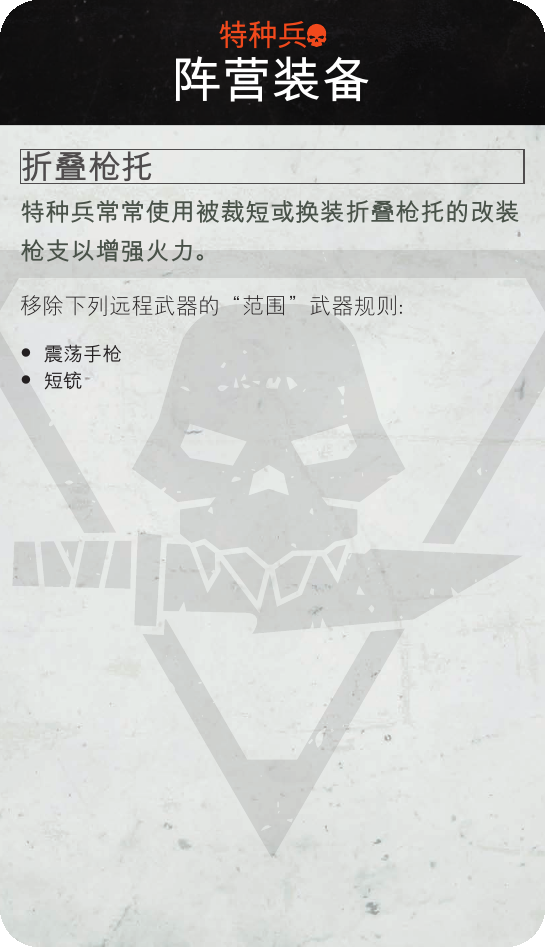 特种兵
阵营装备
折叠枪托
特种兵常常使用被裁短或换装折叠枪托的改装
枪支以增强火力。
移除下列远程武器的“范围”武器规则:
• 震荡手枪
• 短铳